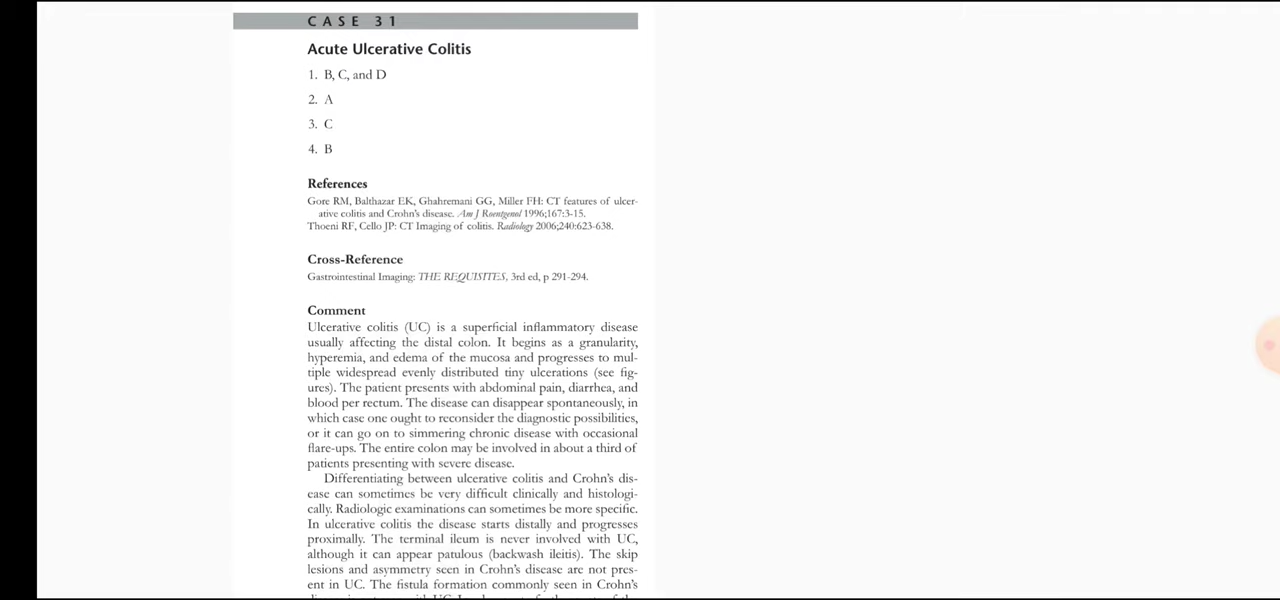 CASE 31
Acute Ulcerative Colitis
1. B, C, and D
2. A
3. C
4. B
References
Gore RM, Balthazar EK, Ghahremani GG, Miller FH: CT features of ulcer-
ative colitis and Crohn's disease. Am J Roentgenol 1996;167:3-15.
Thoeni RF, Cello JP: CT Imaging of colitis. Radiology 2006;240:623-638.
Cross-Reference
Gastrointestinal Imaging: THE REQUISITES, 3rd ed, p 291-294.
Comment
Ulcerative colitis (UC) is a superficial inflammatory disease
usually affecting the distal colon. It begins as a granularity,
hyperemia, and edema of the mucosa and progresses to mul-
tiple widespread evenly distributed tiny ulcerations (see fig-
ures). The patient presents with abdominal pain, diarrhea, and
blood per rectum. The disease can disappear spontaneously, in
which case one ought to reconsider the diagnostic possibilities,
or it can go on to simmering chronic disease with occasional
flare-ups. The entire colon may be involved in about a third of
patients presenting with severe disease.
Differentiating between ulcerative colitis and Crohn's dis-
ease can sometimes be very difficult clinically and histologi-
cally. Radiologic examinations can sometimes be more specific.
In ulcerative colitis the disease starts distally and progresses
proximally. The terminal ileum is never involved with UC,
although it can appear patulous (backwash ileitis). The skip
lesions and asymmetry seen in Crohn's disease are not pres-
ent in UC. The fistula formation commonly seen in Crohn's